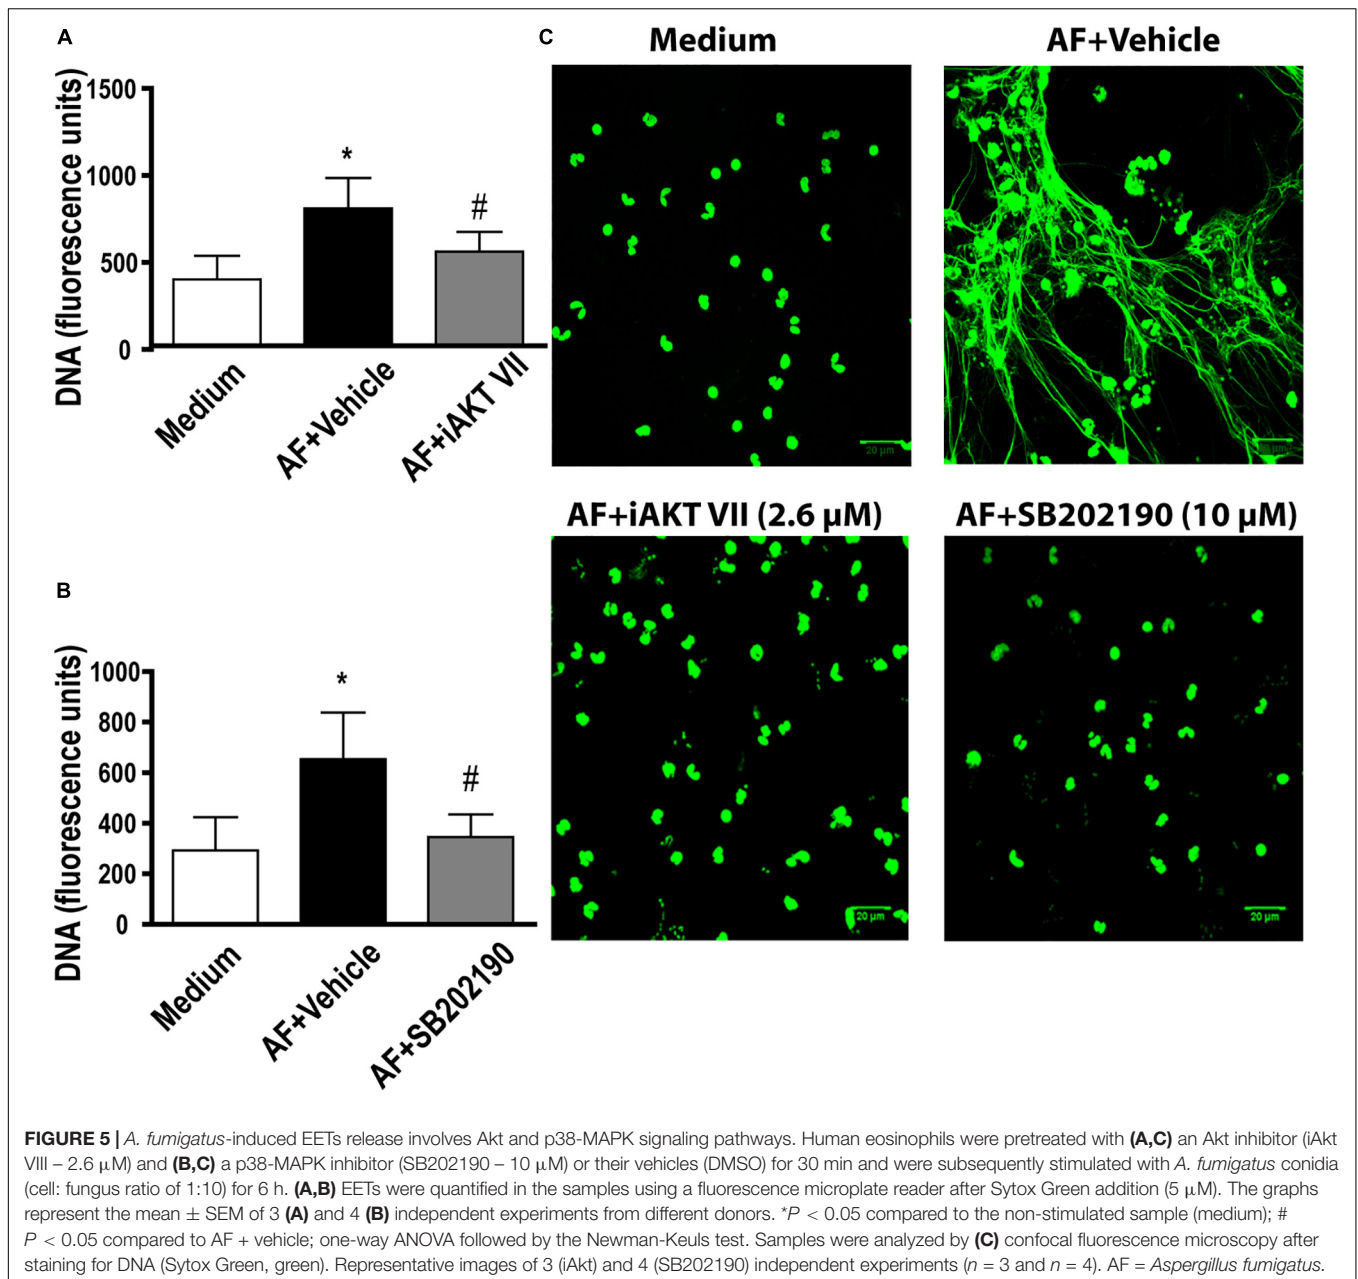 A
DNA (fluorescence units)
1500
1000
500
0
*
#
Medium
AF+Vehicle
AF+iAKT VII
B
DNA (fluorescence units)
1000
800
600
400
200
0
*
#
Medium
AF+Vehicle
AF+SB202190
C
Medium
AF+Vehicle
20 µm
AF+iAKT VII (2.6 µM)
AF+SB202190 (10 µM)
20 µm
20 µm
FIGURE 5 | A. fumigatus-induced EETs release involves Akt and p38-MAPK signaling pathways. Human eosinophils were pretreated with (A,C) an Akt inhibitor (iAkt
VIII – 2.6 µM) and (B,C) a p38-MAPK inhibitor (SB202190 – 10 µM) or their vehicles (DMSO) for 30 min and were subsequently stimulated with A. fumigatus conidia
(cell: fungus ratio of 1:10) for 6 h. (A,B) EETs were quantified in the samples using a fluorescence microplate reader after Sytox Green addition (5 µM). The graphs
represent the mean ± SEM of 3 (A) and 4 (B) independent experiments from different donors. *P < 0.05 compared to the non-stimulated sample (medium); #
P < 0.05 compared to AF + vehicle; one-way ANOVA followed by the Newman-Keuls test. Samples were analyzed by (C) confocal fluorescence microscopy after
staining for DNA (Sytox Green, green). Representative images of 3 (iAkt) and 4 (SB202190) independent experiments (n = 3 and n = 4). AF = Aspergillus fumigatus.